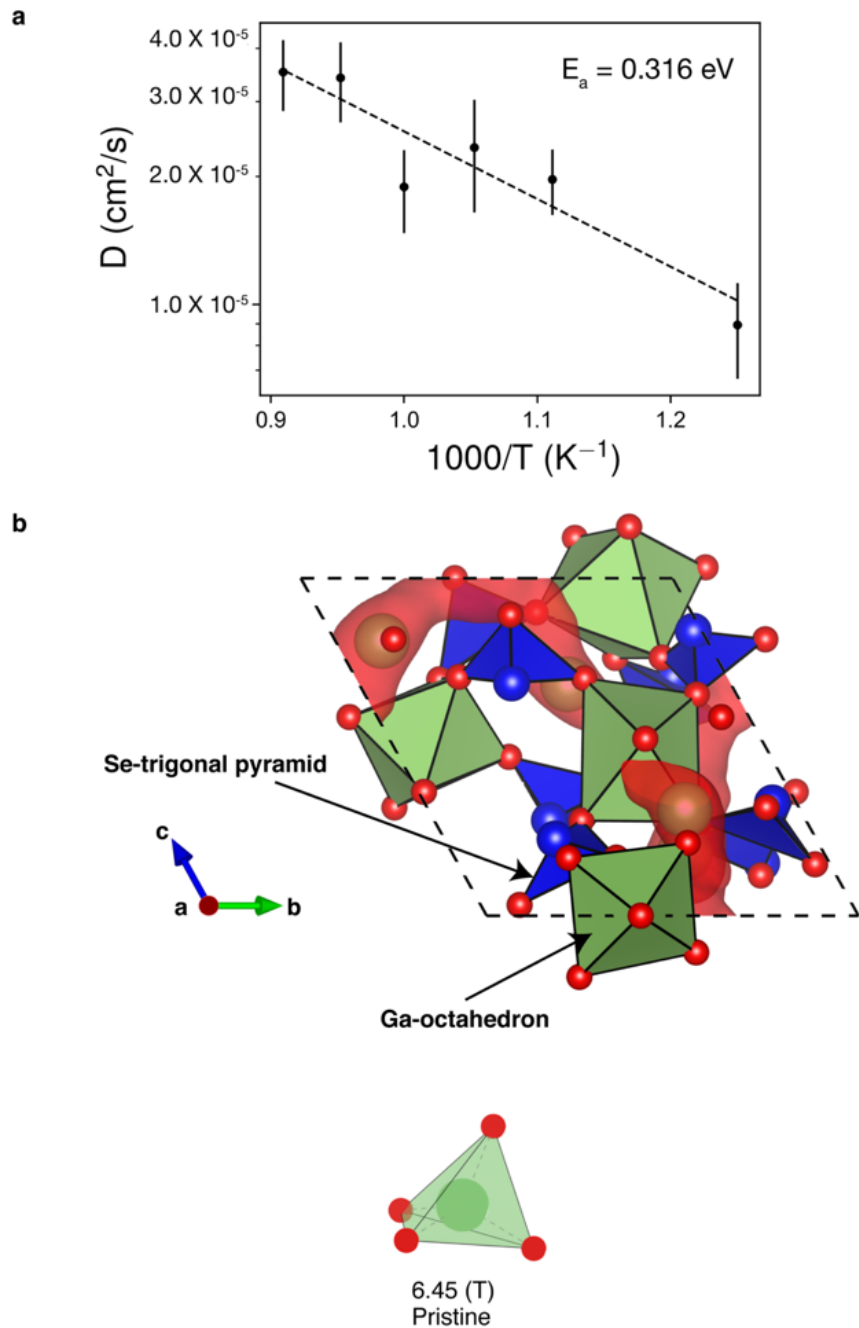 a
4.0 X 10⁻⁵
3.0 X 10⁻⁵
2.0 X 10⁻⁵
1.0 X 10⁻⁵
D (cm²/s)
Eₐ = 0.316 eV
0.9 1.0 1.1 1.2
1000/T (K⁻¹)
b
Se-trigonal pyramid
c
a b
Ga-octahedron
6.45 (T)
Pristine